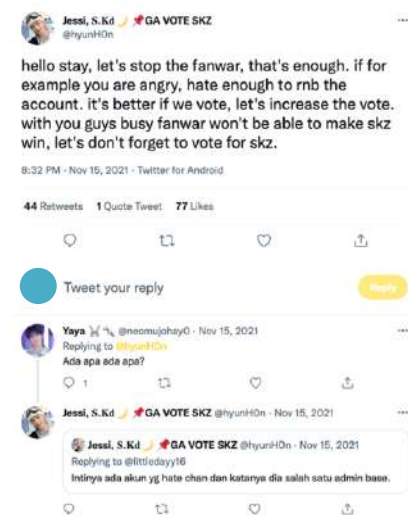 Jessi, S.Kd 🌙 📌GA VOTE SKZ
@hyunH0n
hello stay, let's stop the fanwar, that's enough. if for
example you are angry, hate enough to rnb the
account. it's better if we vote, let's increase the vote.
with you guys busy fanwar won't be able to make skz
win, let's don't forget to vote for skz.
8:32 PM · Nov 15, 2021 · Twitter for Android
44 Retweets 1 Quote Tweet 77 Likes
Tweet your reply
Reply
Yaya @neomujohay0 · Nov 15, 2021
Replying to @hyunH0n
Ada apa ada apa?
1
Jessi, S.Kd 🌙 📌GA VOTE SKZ @hyunH0n · Nov 15, 2021
Jessi, S.Kd 🌙 📌GA VOTE SKZ @hyunH0n · Nov 15, 2021
Replying to @littledayy16
Intinya ada akun yg hate chan dan katanya dia salah satu admin base.